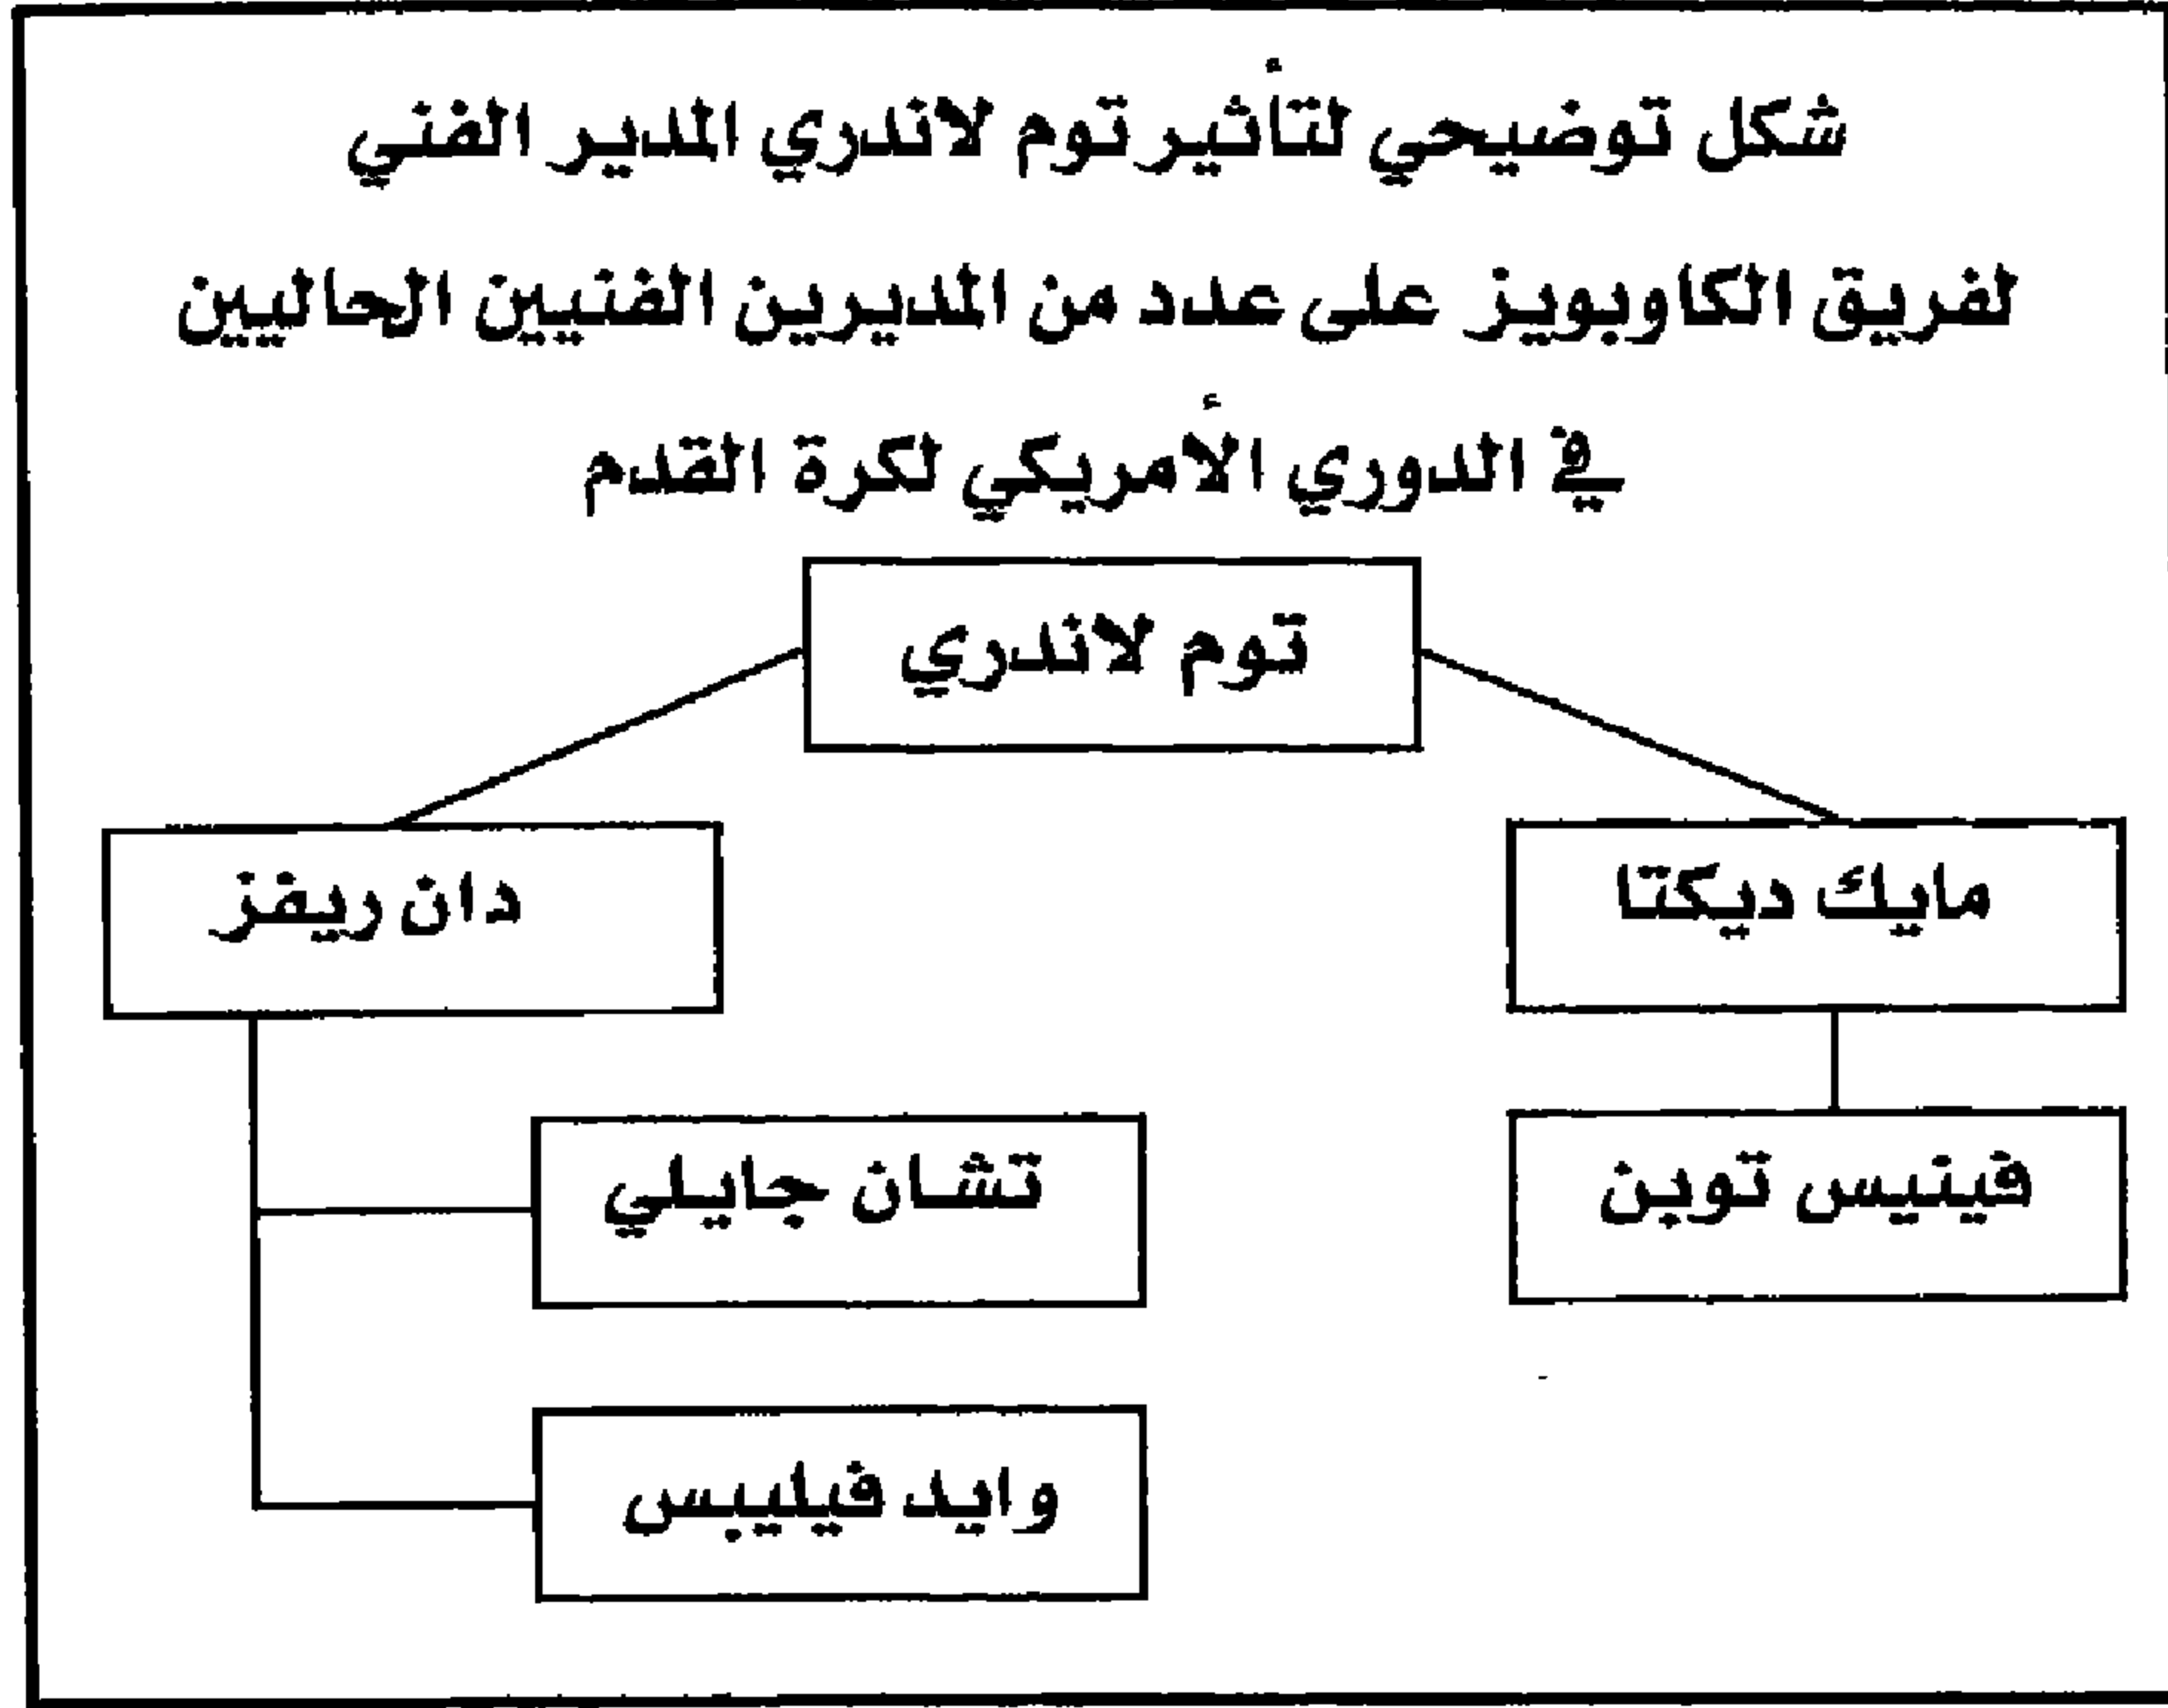 شكل توضيحي لتأثير توم لاندري المدير الفني
لفريق الكاوبويز على عدد من المديرين الفنيين الحاليين
في الدوري الأمريكي لكرة القدم
توم لاندري
مايك ديكتا
دان ريفز
فينيس توبن
تشان جايلي
وايد فيليبس